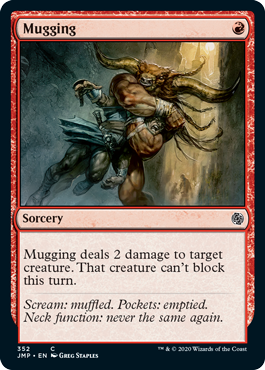 Mugging
Sorcery
Mugging deals 2 damage to target
creature. That creature can't block
this turn.
Scream: muffled. Pockets: emptied.
Neck function: never the same again.
352 C
JMP • EN Greg Staples
™ & © 2020 Wizards of the Coast